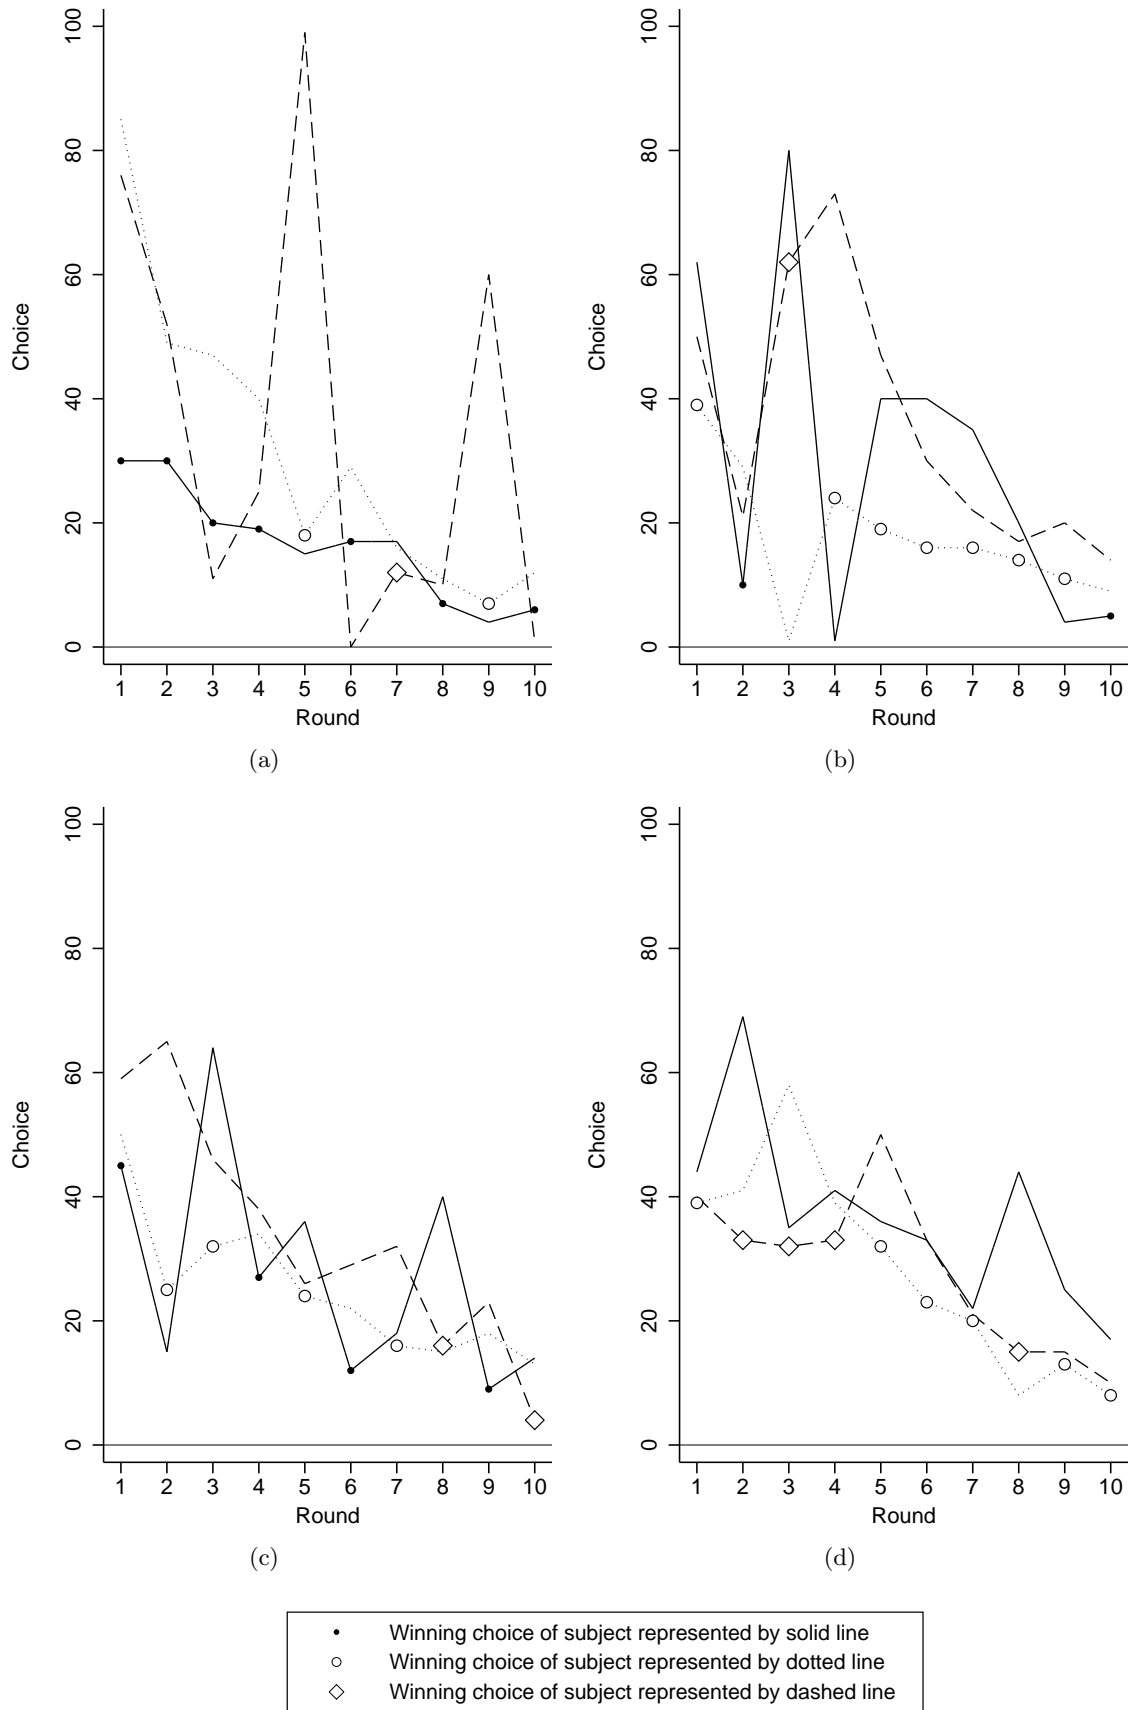 100
80
60
40
20
0
Choice
1 2 3 4 5 6 7 8 9 10
Round
(a)
100
80
60
40
20
0
Choice
1 2 3 4 5 6 7 8 9 10
Round
(b)
100
80
60
40
20
0
Choice
1 2 3 4 5 6 7 8 9 10
Round
(c)
100
80
60
40
20
0
Choice
1 2 3 4 5 6 7 8 9 10
Round
(d)
Winning choice of subject represented by solid line
Winning choice of subject represented by dotted line
Winning choice of subject represented by dashed line